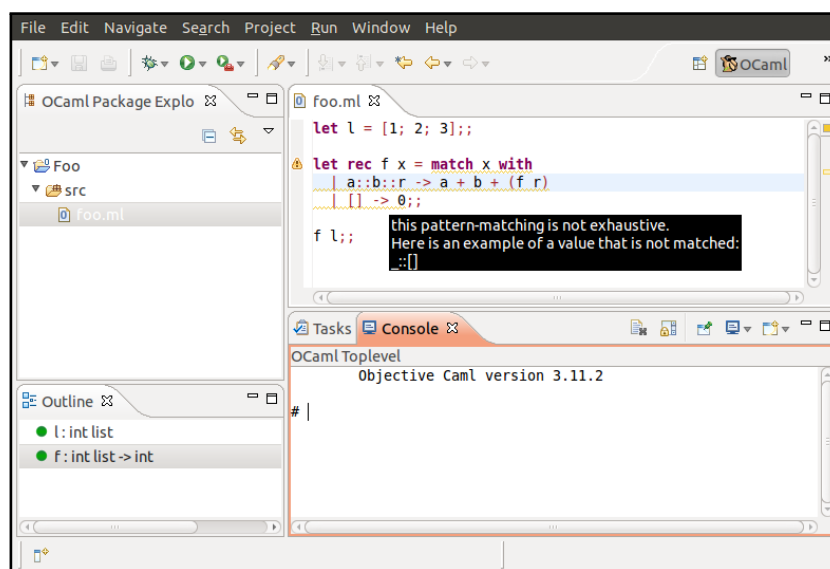 File Edit Navigate Search Project Run Window Help
OCaml
»
OCaml Package Explo
Foo
src
foo.ml
foo.ml
let l = [1; 2; 3];;
let rec f x = match x with
| a::b::r -> a + b + (f r)
| [] -> 0;;
f l;;
this pattern-matching is not exhaustive.
Here is an example of a value that is not matched:
_::[]
Outline
l : int list
f : int list -> int
Tasks Console
OCaml Toplevel
Objective Caml version 3.11.2
#